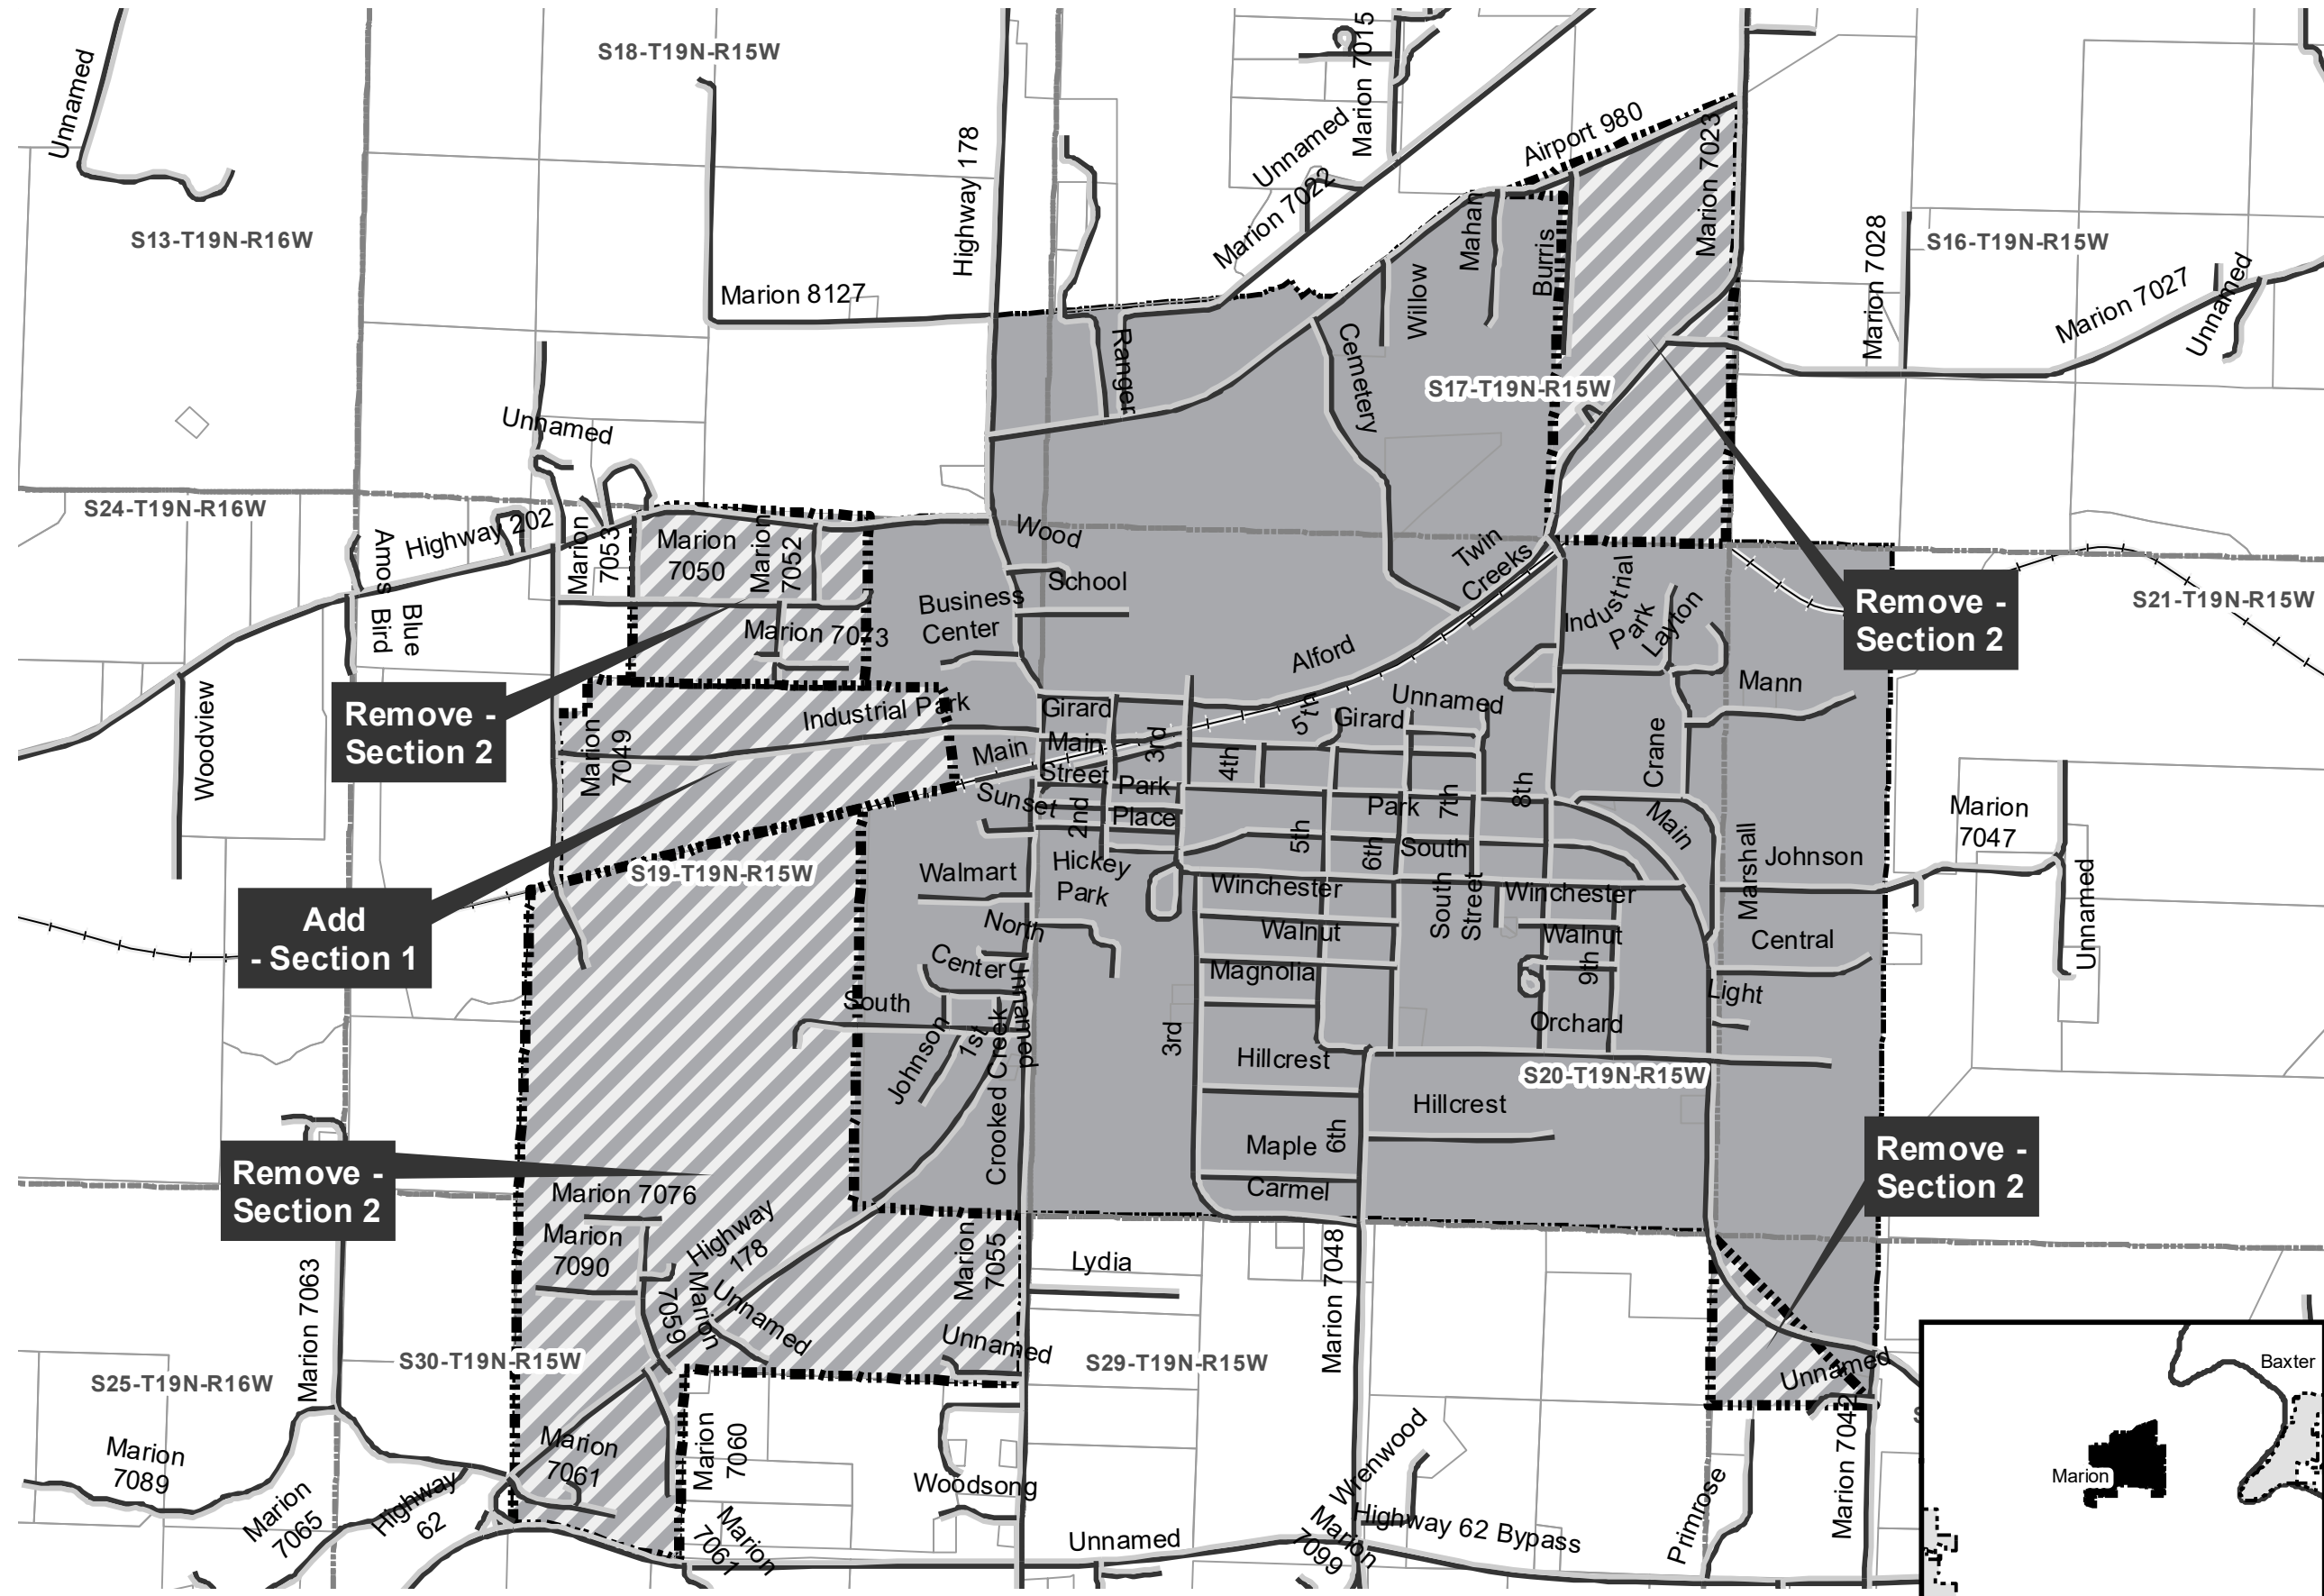 S18-T19N-R15W
Unnamed
S13-T19N-R16W
Highway 178
Marion 8127
Marion 7015
Unnamed
Marion 7022
Airport 980
Marion 7023
Mahan
Burris
Willow
Cemetery
Ranger
S17-T19N-R15W
Marion 7028
S16-T19N-R15W
Marion 7027
Unnamed
Unnamed
S24-T19N-R16W
Highway 202
Amos
Blue
Bird
Marion
7053
Marion
7050
Marion
7052
Marion 7073
Wood
School
Business
Center
Twin
Creeks
Alford
Industrial
Park
Layton
Mann
Crane
Remove -
Section 2
S21-T19N-R15W
Remove -
Section 2
Woodview
Marion
7049
Industrial Park
Girard
Main
Main
Street
3rd
4th
5th
Girard
Unnamed
Park
Sunset
2nd
Place
Park
7th
8th
Main
Marion
7047
Unnamed
5th
6th
South
South
Street
Marshall
Johnson
S19-T19N-R15W
Walmart
Hickey
Park
Winchester
Winchester
Add
- Section 1
North
Walnut
Walnut
Central
Center
Unnamed
Magnolia
9th
Light
South
Johnson
1st
Crooked Creek
3rd
Orchard
Hillcrest
S20-T19N-R15W
Hillcrest
Maple
6th
Carmel
Remove -
Section 2
Remove -
Section 2
Marion 7076
Marion
7090
Highway
178
Marion
7059
Unnamed
Marion
7055
Unnamed
Lydia
Marion 7048
S29-T19N-R15W
Marion 7063
S30-T19N-R15W
S25-T19N-R16W
Marion
7089
Marion
7065
Highway
62
Marion
7061
Marion
7060
Marion
7061
Woodsong
Unnamed
Marion
7099
Wrenwood
Highway 62 Bypass
Primrose
Marion 7042
Unnamed
S
Baxter
Marion